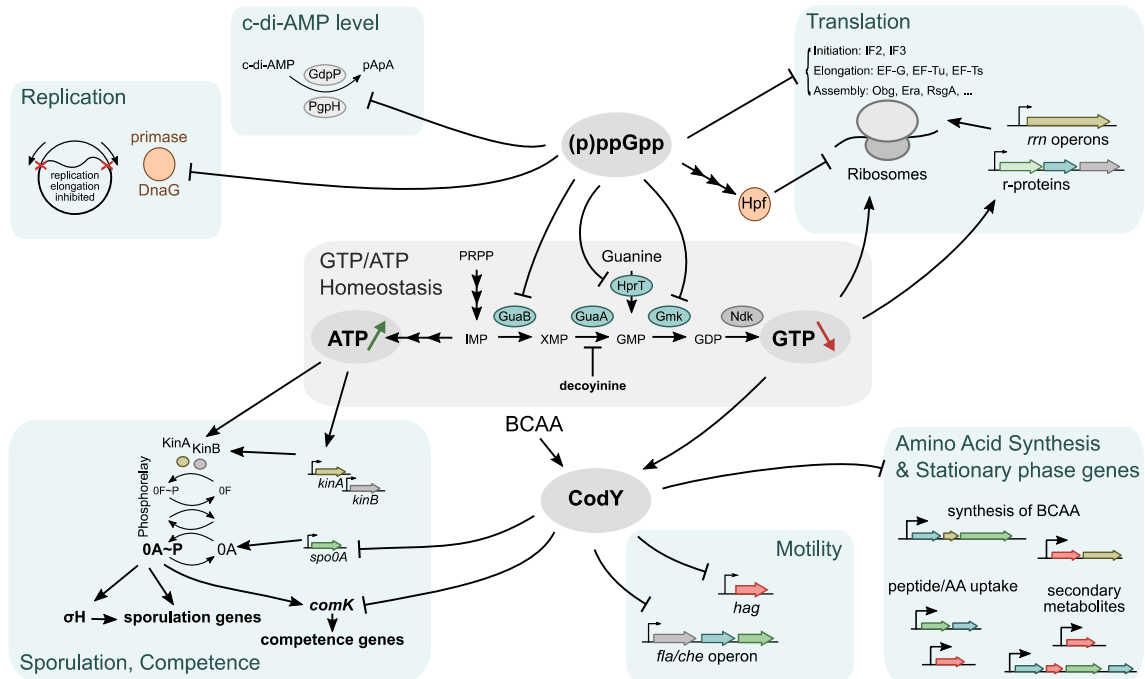 c-di-AMP level
c-di-AMP
GdpP
pApA
PgpH
Replication
primase
replication
elongation
inhibited
DnaG
(p)ppGpp
Hpf
Translation
Initiation: IF2, IF3
Elongation: EF-G, EF-Tu, EF-Ts
Assembly: Obg, Era, RsgA, ...
Ribosomes
rrn operons
r-proteins
GTP/ATP
Homeostasis
PRPP
Guanine
HprT
GuaB
GuaA
Gmk
Ndk
ATP
IMP
XMP
GMP
GDP
GTP
decoyinine
BCAA
CodY
KinA
KinB
kinA
kinB
Phosphorelay
0F~P
0F
0A~P
0A
spo0A
σH
sporulation genes
comK
competence genes
Sporulation, Competence
Motility
hag
fla/che operon
Amino Acid Synthesis
& Stationary phase genes
synthesis of BCAA
peptide/AA uptake
secondary
metabolites